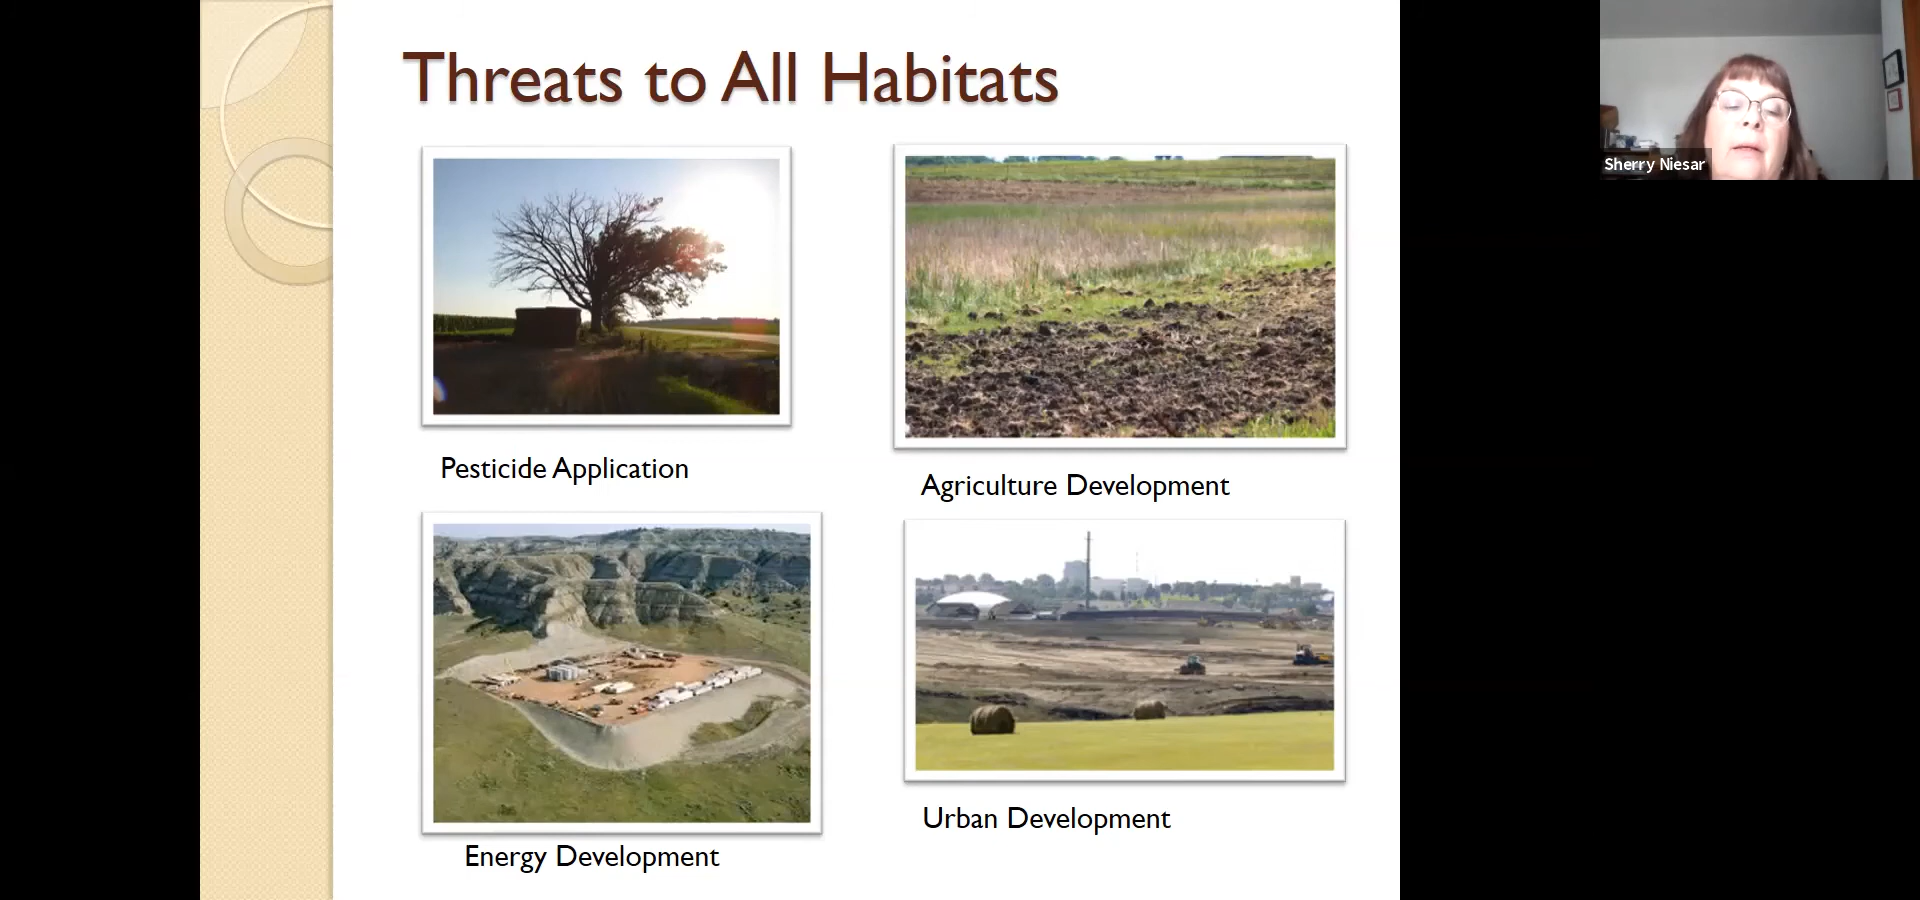 Threats to All Habitats
Sherry Niesar
Pesticide Application
Agriculture Development
Energy Development
Urban Development